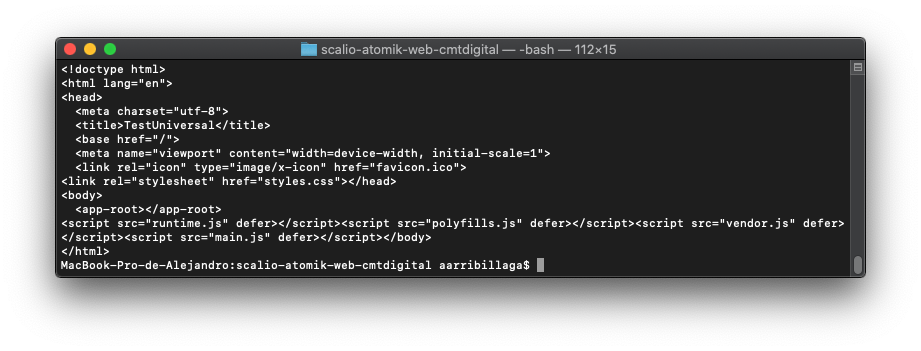 scalio-atomik-web-cmtdigital — -bash — 112×15
<!doctype html>
<html lang="en">
<head>
  <meta charset="utf-8">
  <title>TestUniversal</title>
  <base href="/">
  <meta name="viewport" content="width=device-width, initial-scale=1">
  <link rel="icon" type="image/x-icon" href="favicon.ico">
<link rel="stylesheet" href="styles.css"></head>
<body>
  <app-root></app-root>
<script src="runtime.js" defer></script><script src="polyfills.js" defer></script><script src="vendor.js" defer>
</script><script src="main.js" defer></script></body>
</html>
MacBook-Pro-de-Alejandro:scalio-atomik-web-cmtdigital aarribillaga$